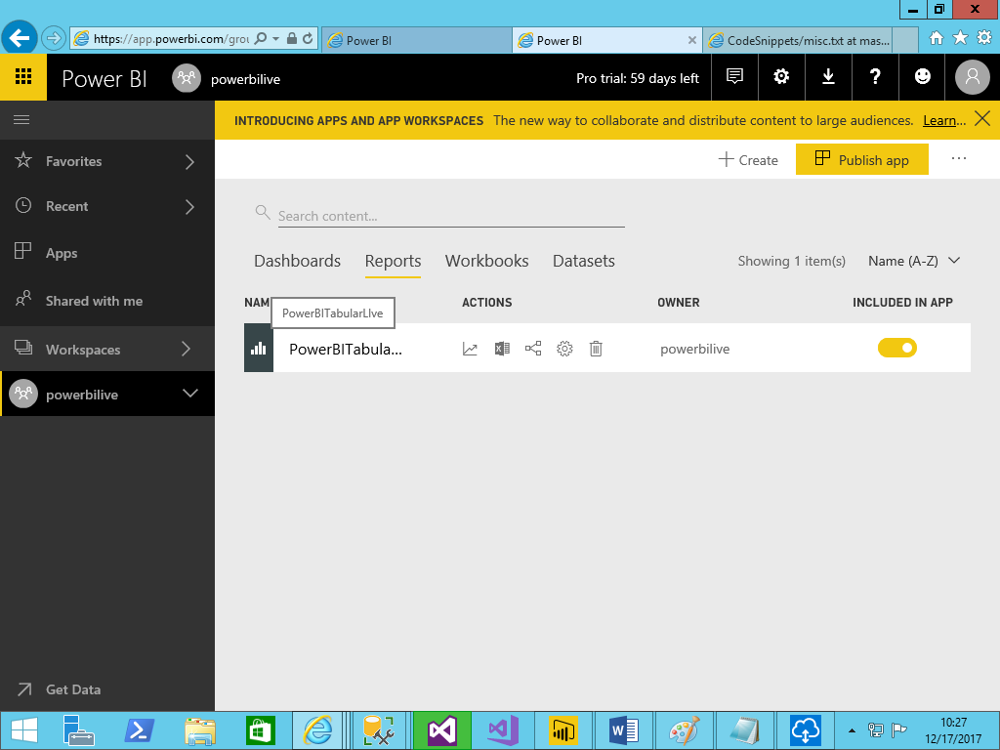 https://app.powerbi.com/grou
Power BI
Power BI
CodeSnippets/misc.txt at mas...
Power BI
powerbilive
Pro trial: 59 days left
INTRODUCING APPS AND APP WORKSPACES The new way to collaborate and distribute content to large audiences. Learn...
Create
Publish app
...
Favorites
Recent
Apps
Shared with me
Workspaces
powerbilive
Get Data
Search content...
Dashboards
Reports
Workbooks
Datasets
Showing 1 item(s)
Name (A-Z)
NAM
ACTIONS
OWNER
INCLUDED IN APP
PowerBITabularLIve
PowerBITabula...
powerbilive
10:27
12/17/2017